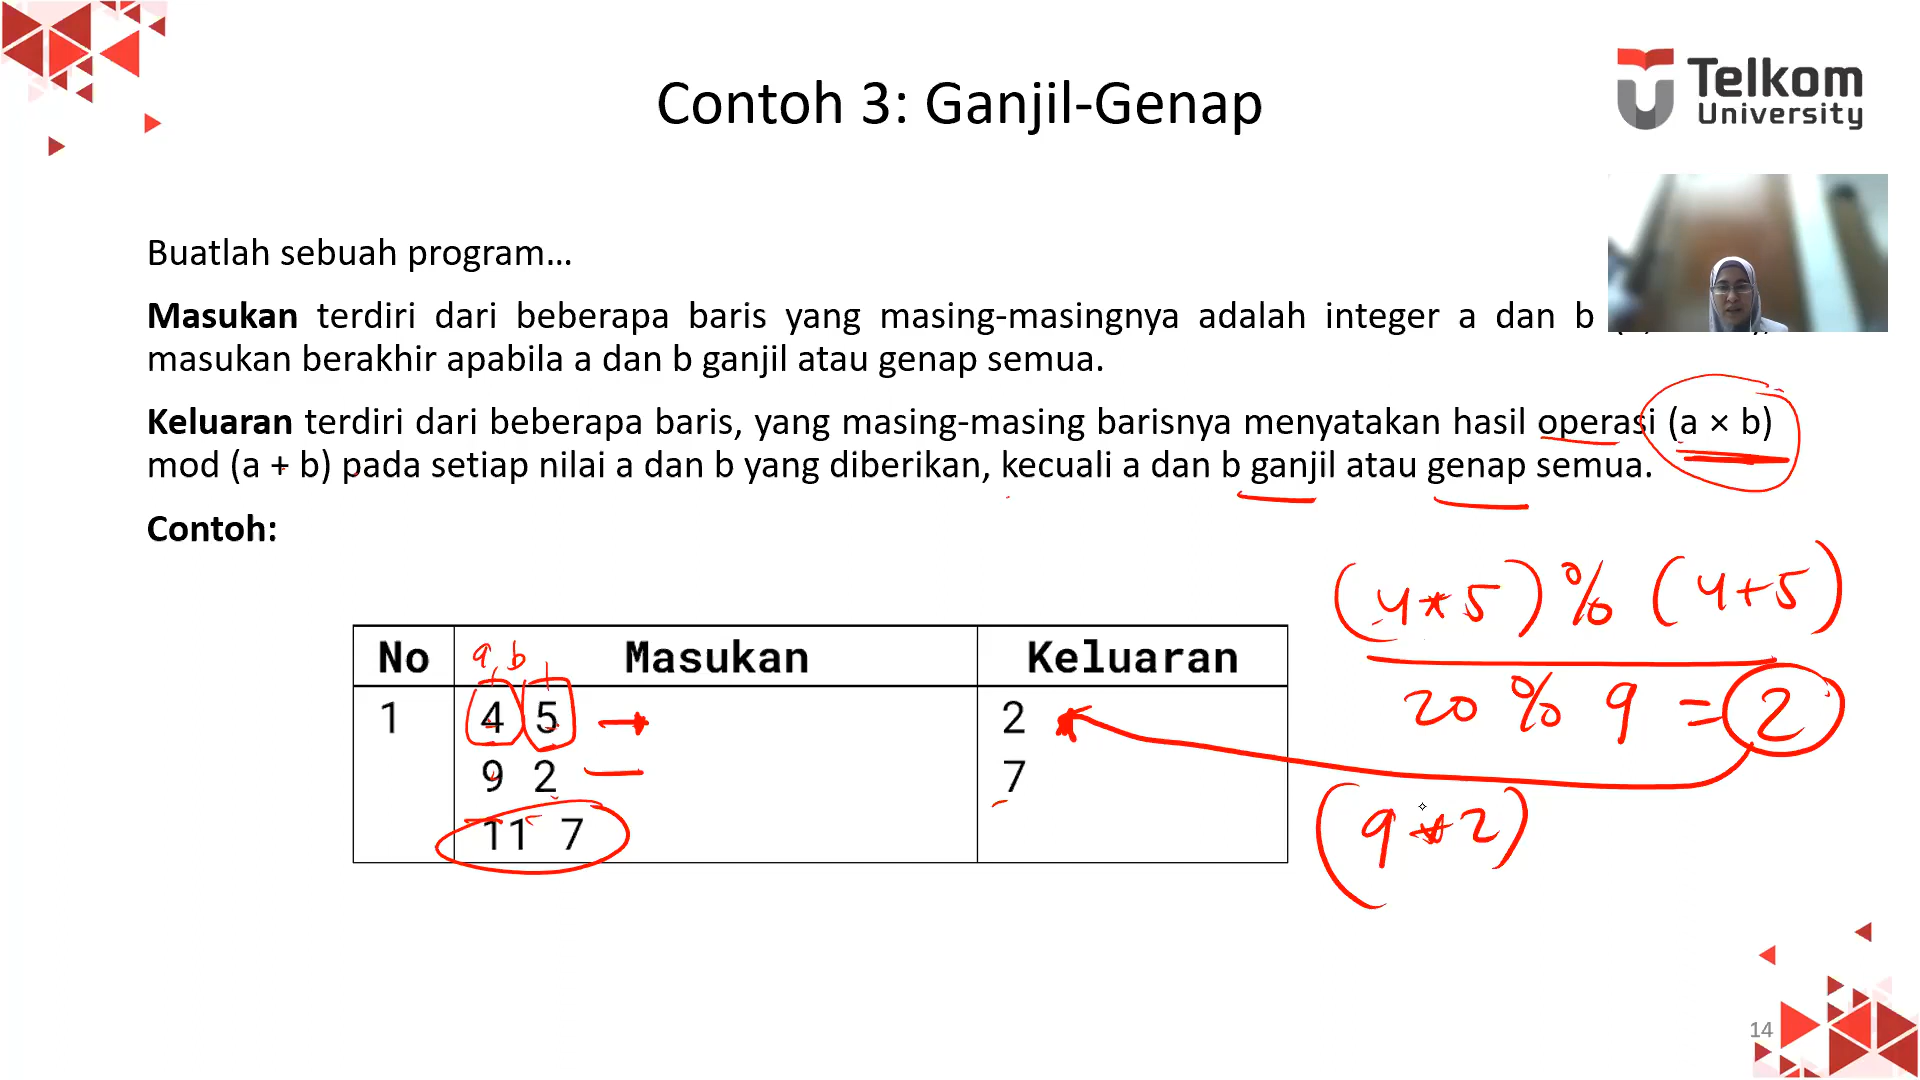 Contoh 3: Ganjil-Genap
Telkom
University
Buatlah sebuah program...
Masukan terdiri dari beberapa baris yang masing-masingnya adalah integer a dan b
masukan berakhir apabila a dan b ganjil atau genap semua.
Keluaran terdiri dari beberapa baris, yang masing-masing barisnya menyatakan hasil operasi (a × b)
mod (a + b) pada setiap nilai a dan b yang diberikan, kecuali a dan b ganjil atau genap semua.
Contoh:
(4*5) % (4+5)
20 % 9 = 2
(9*2)
No Masukan Keluaran
a, b
1 4 5 2
9 2 7
11 7
14